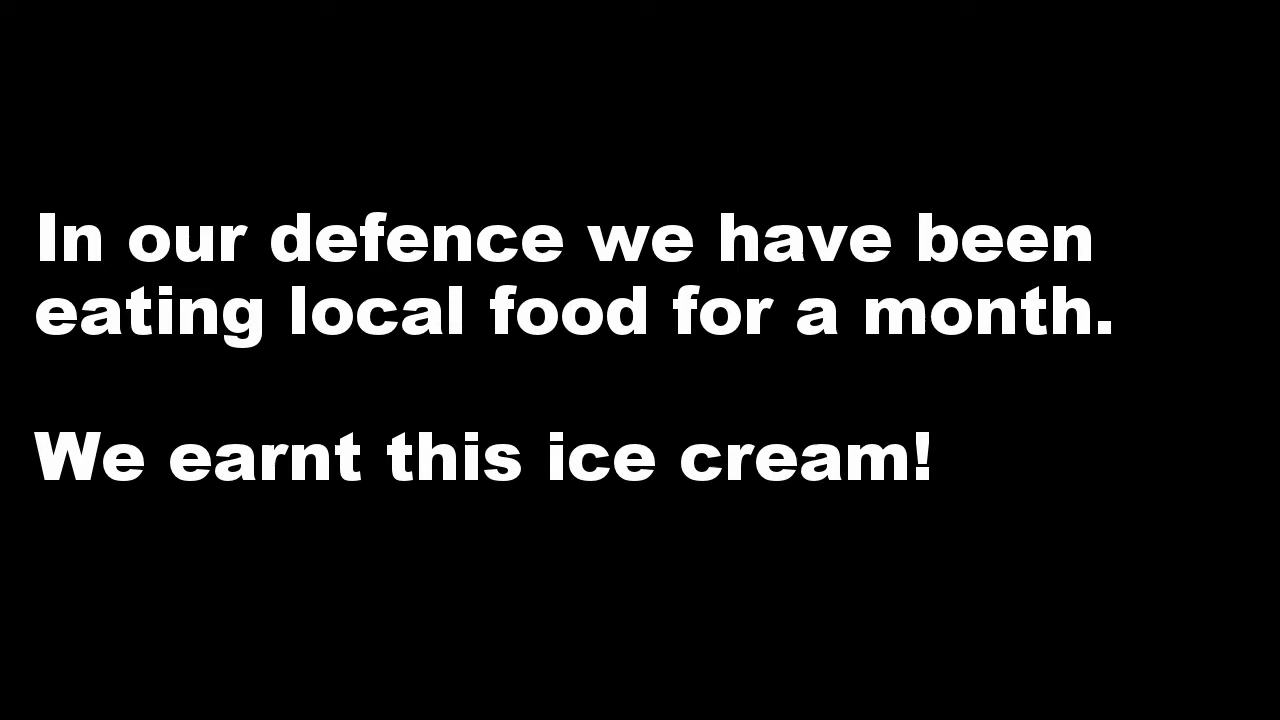 In our defence we have been
eating local food for a month.
We earnt this ice cream!